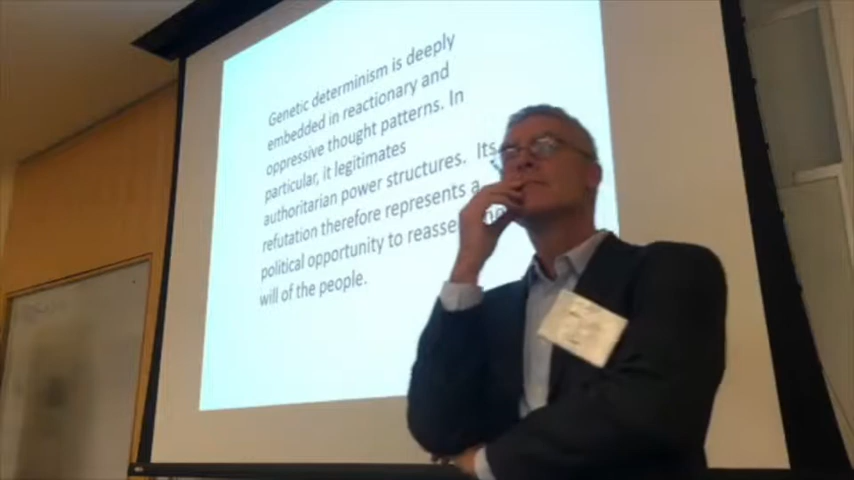 Genetic determinism is deeply
embedded in reactionary and
oppressive thought patterns. In
particular, it legitimates
authoritarian power structures. Its
refutation therefore represents a
political opportunity to reasse
will of the people.